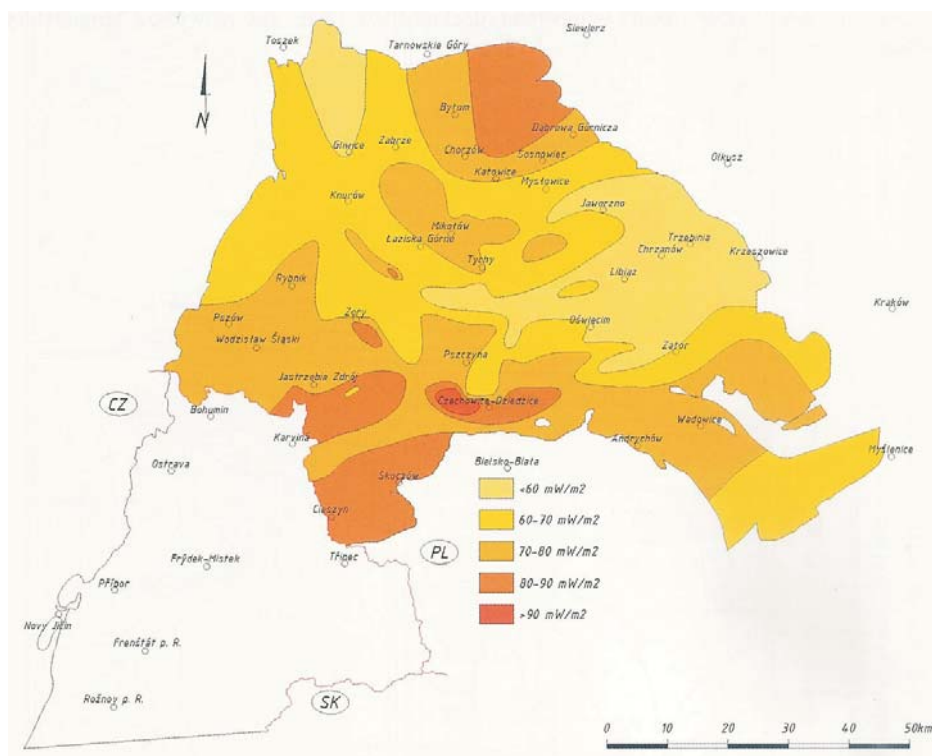 Siewierz
Toszek
Tarnowskie Góry
N
Bytom
Dąbrowa Górnicza
Gliwice
Zabrze
Chorzów
Sosnowiec
Olkusz
Katowice
Mysłowice
Knurów
Jaworzno
Mikołów
Łaziska Górne
Trzebinia
Chrzanów
Krzeszowice
Tychy
Libiąż
Rybnik
Kraków
Pszów
Żory
Oświęcim
Wodzisław Śląski
Zator
Pszczyna
Jastrzębie Zdrój
CZ
Bohumin
Czechowice-Dziedzice
Wadowice
Karvina
Andrychów
Myślenice
Ostrava
Bielsko-Biała
Skoczów
<60 mW/m2
Cieszyn
60-70 mW/m2
PL
70-80 mW/m2
Frýdek-Místek
Třinec
Příbor
80-90 mW/m2
>90 mW/m2
Nový Jičín
Frenštát p. R.
Rožnov p. R.
SK
0 10 20 30 40 50km